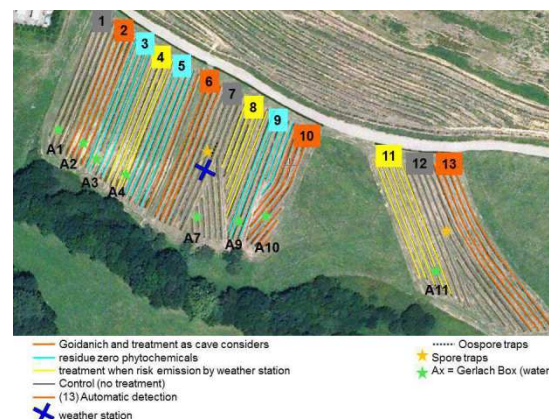 1
2
3
4
5
6
7
8
9
10
11
12
13
A1
A2
A3
A4
A7
A9
A10
A11
Goidanich and treatment as cave considers
residue zero phytochemicals
treatment when risk emission by weather station
Control (no treatment)
(13) Automatic detection
weather station
Oospore traps
Spore traps
Ax = Gerlach Box (water